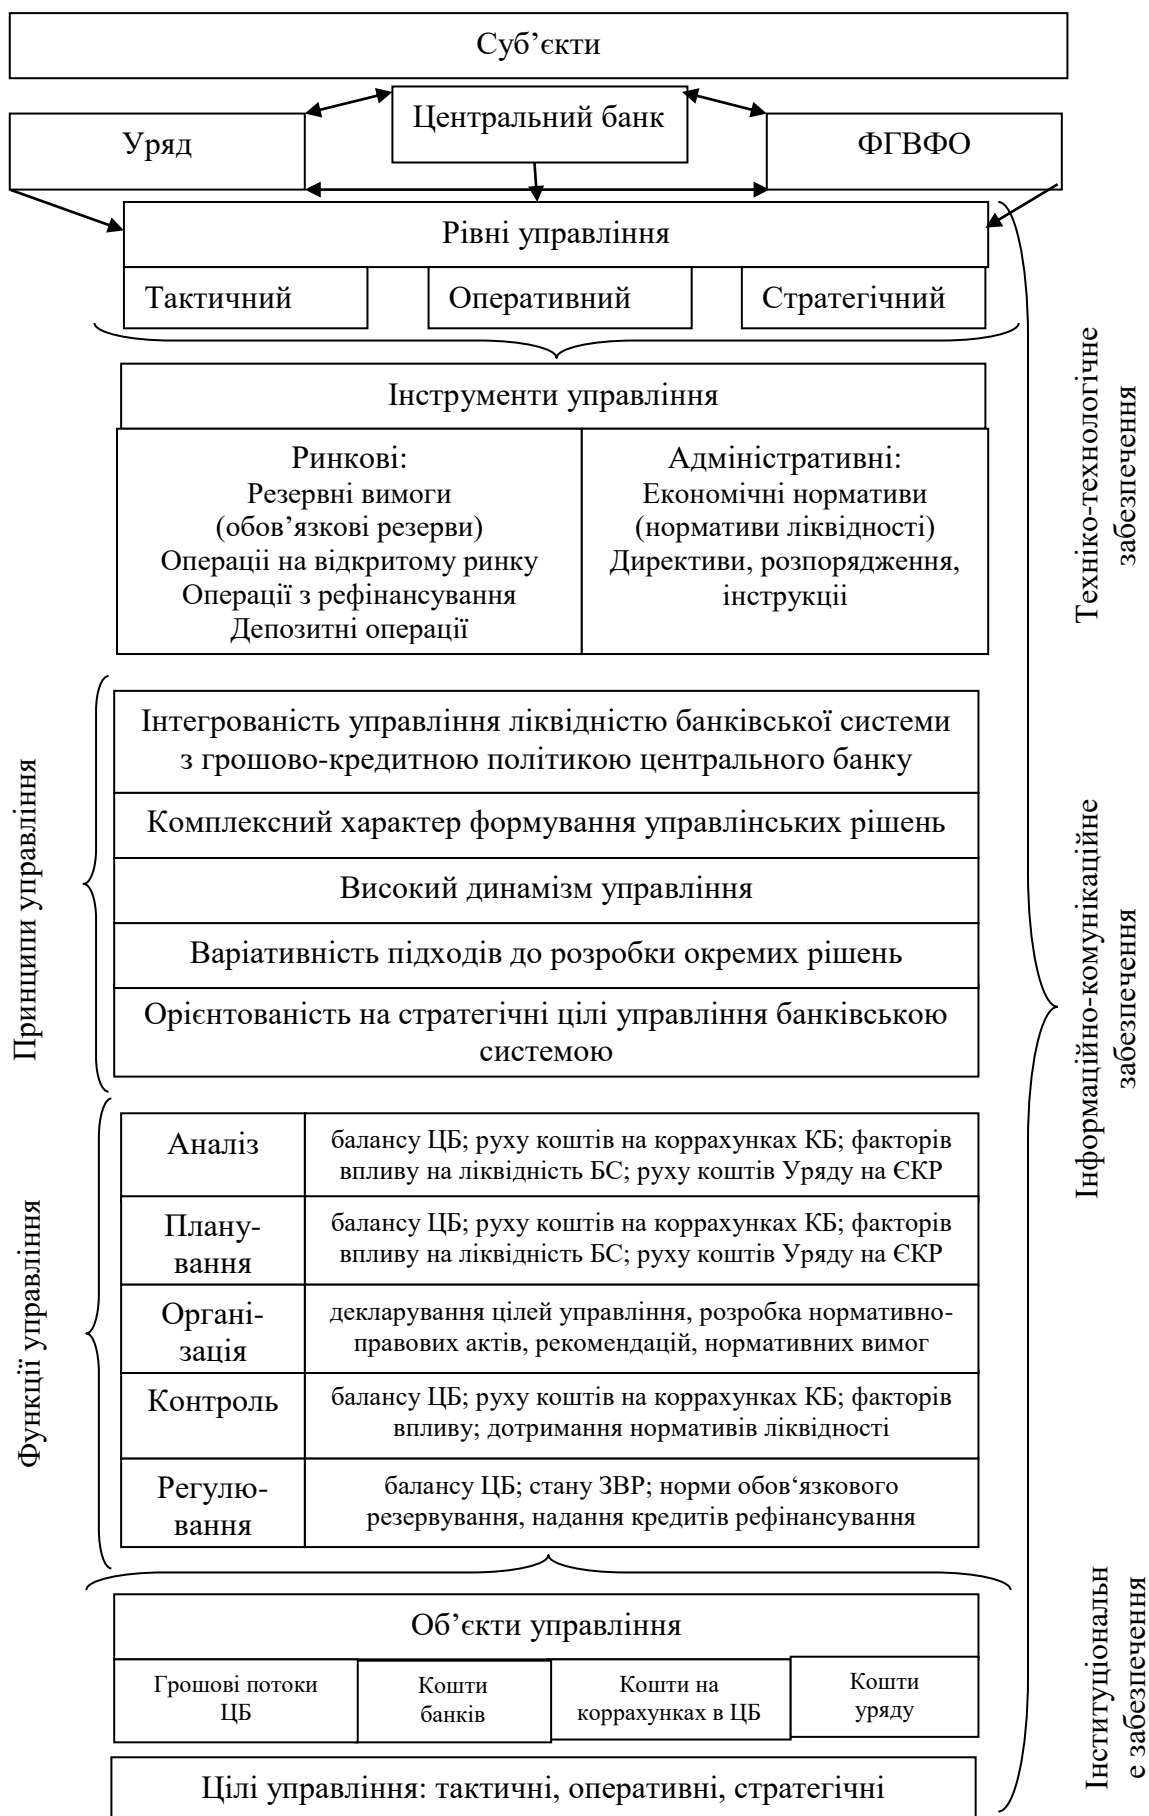 Суб’єкти
Центральний банк
Уряд
ФГВФО
Рівні управління
Тактичний
Оперативний
Стратегічний
Інструменти управління
Ринкові:
Резервні вимоги
(обов’язкові резерви)
Операціі на відкритому ринку
Операції з рефінансування
Депозитні операції
Адміністративні:
Економічні нормативи
(нормативи ліквідності)
Директиви, розпорядження,
інструкціі
Техніко-технологічне
забезпечення
Принципи управління
Інтегрованість управління ліквідністю банківської системи
з грошово-кредитною політикою центрального банку
Комплексний характер формування управлінських рішень
Високий динамізм управління
Варіативність підходів до розробки окремих рішень
Орієнтованість на стратегічні цілі управління банківською
системою
Інформаційно-комунікаційне
забезпечення
Функції управління
Аналіз
балансу ЦБ; руху коштів на коррахунках КБ; факторів
впливу на ліквідність БС; руху коштів Уряду на ЄКР
Плану-
вання
балансу ЦБ; руху коштів на коррахунках КБ; факторів
впливу на ліквідність БС; руху коштів Уряду на ЄКР
Органі-
зація
декларування цілей управління, розробка нормативно-
правових актів, рекомендацій, нормативних вимог
Контроль
балансу ЦБ; руху коштів на коррахунках КБ; факторів
впливу; дотримання нормативів ліквідності
Регулю-
вання
балансу ЦБ; стану ЗВР; норми обов‘язкового
резервування, надання кредитів рефінансування
Об’єкти управління
Грошові потоки
ЦБ
Кошти
банків
Кошти на
коррахунках в ЦБ
Кошти
уряду
Інституціональн
е забезпечення
Цілі управління: тактичні, оперативні, стратегічні